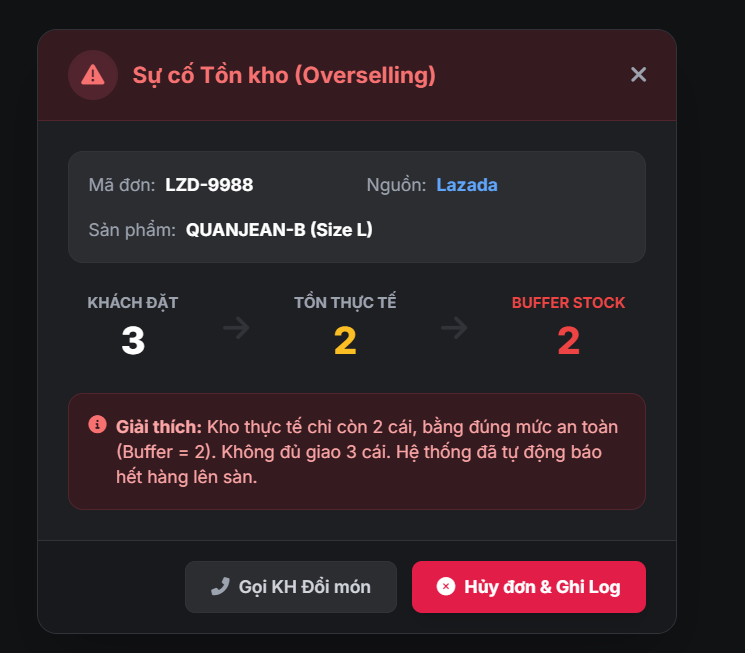 Sự cố Tồn kho (Overselling)
Mã đơn: LZD-9988 Nguồn: Lazada
Sản phẩm: QUANJEAN-B (Size L)
KHÁCH ĐẶT TỒN THỰC TẾ BUFFER STOCK
3 2 2
Giải thích: Kho thực tế chỉ còn 2 cái, bằng đúng mức an toàn
(Buffer = 2). Không đủ giao 3 cái. Hệ thống đã tự động báo
hết hàng lên sàn.
Gọi KH Đổi món Hủy đơn & Ghi Log